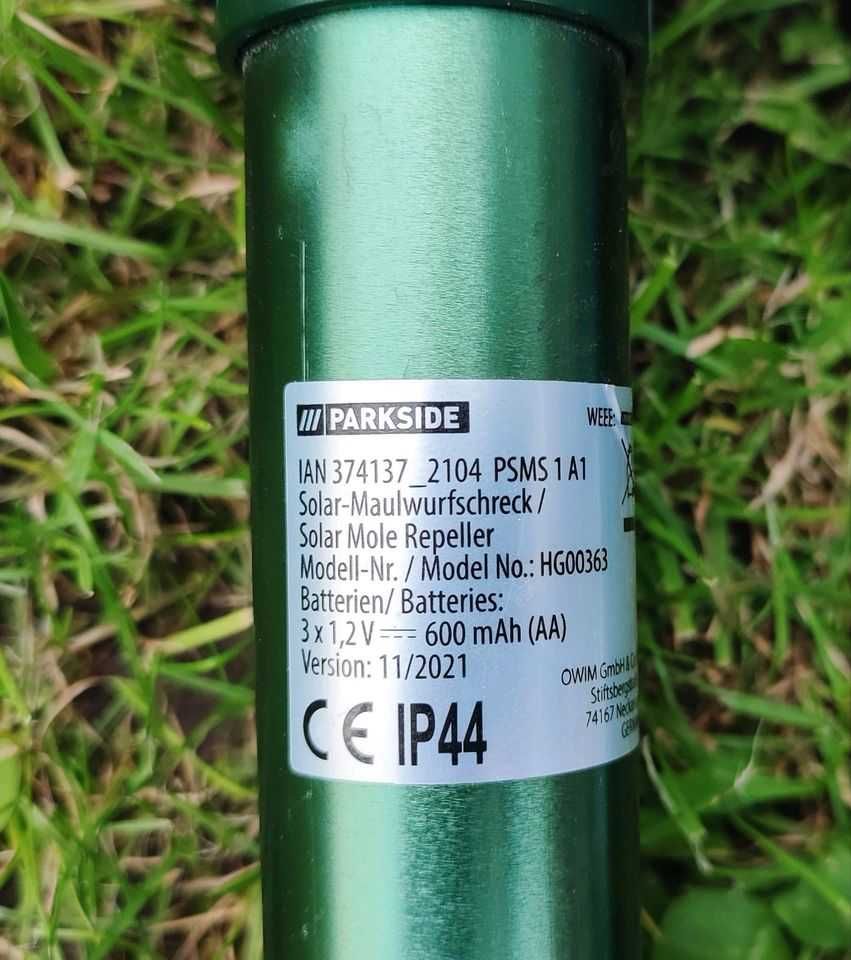 PARKSIDE
WEEE:
IAN 374137_2104 PSMS 1 A1
Solar-Maulwurfschreck /
Solar Mole Repeller
Modell-Nr. / Model No.: HG00363
Batterien/ Batteries:
3 x 1,2 V ⎓ 600 mAh (AA)
Version: 11/2021
CE IP44
OWIM GmbH &
74167